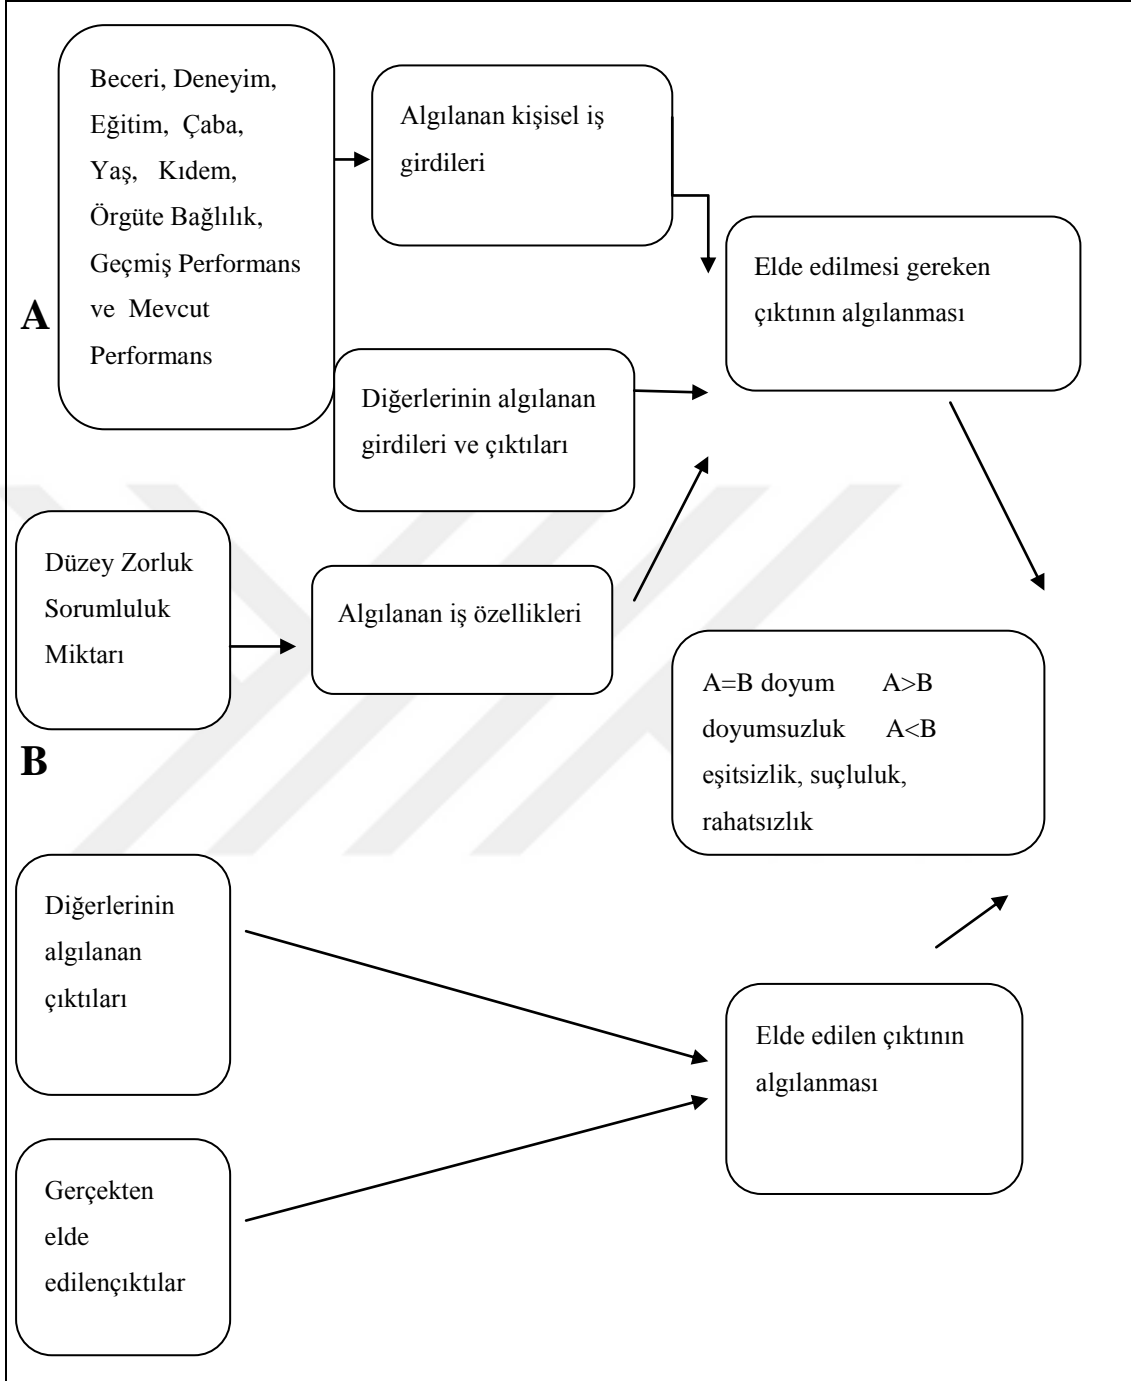 Beceri, Deneyim,
Eğitim, Çaba,
Yaş, Kıdem,
Örgüte Bağlılık,
Geçmiş Performans
ve Mevcut
Performans
Algılanan kişisel iş
girdileri
Elde edilmesi gereken
çıktının algılanması
A
Diğerlerinin algılanan
girdileri ve çıktıları
Düzey Zorluk
Sorumluluk
Miktarı
Algılanan iş özellikleri
A=B doyum A>B
doyumsuzluk A<B
eşitsizlik, suçluluk,
rahatsızlık
B
Diğerlerinin
algılanan
çıktıları
Elde edilen çıktının
algılanması
Gerçekten
elde
edilençıktılar